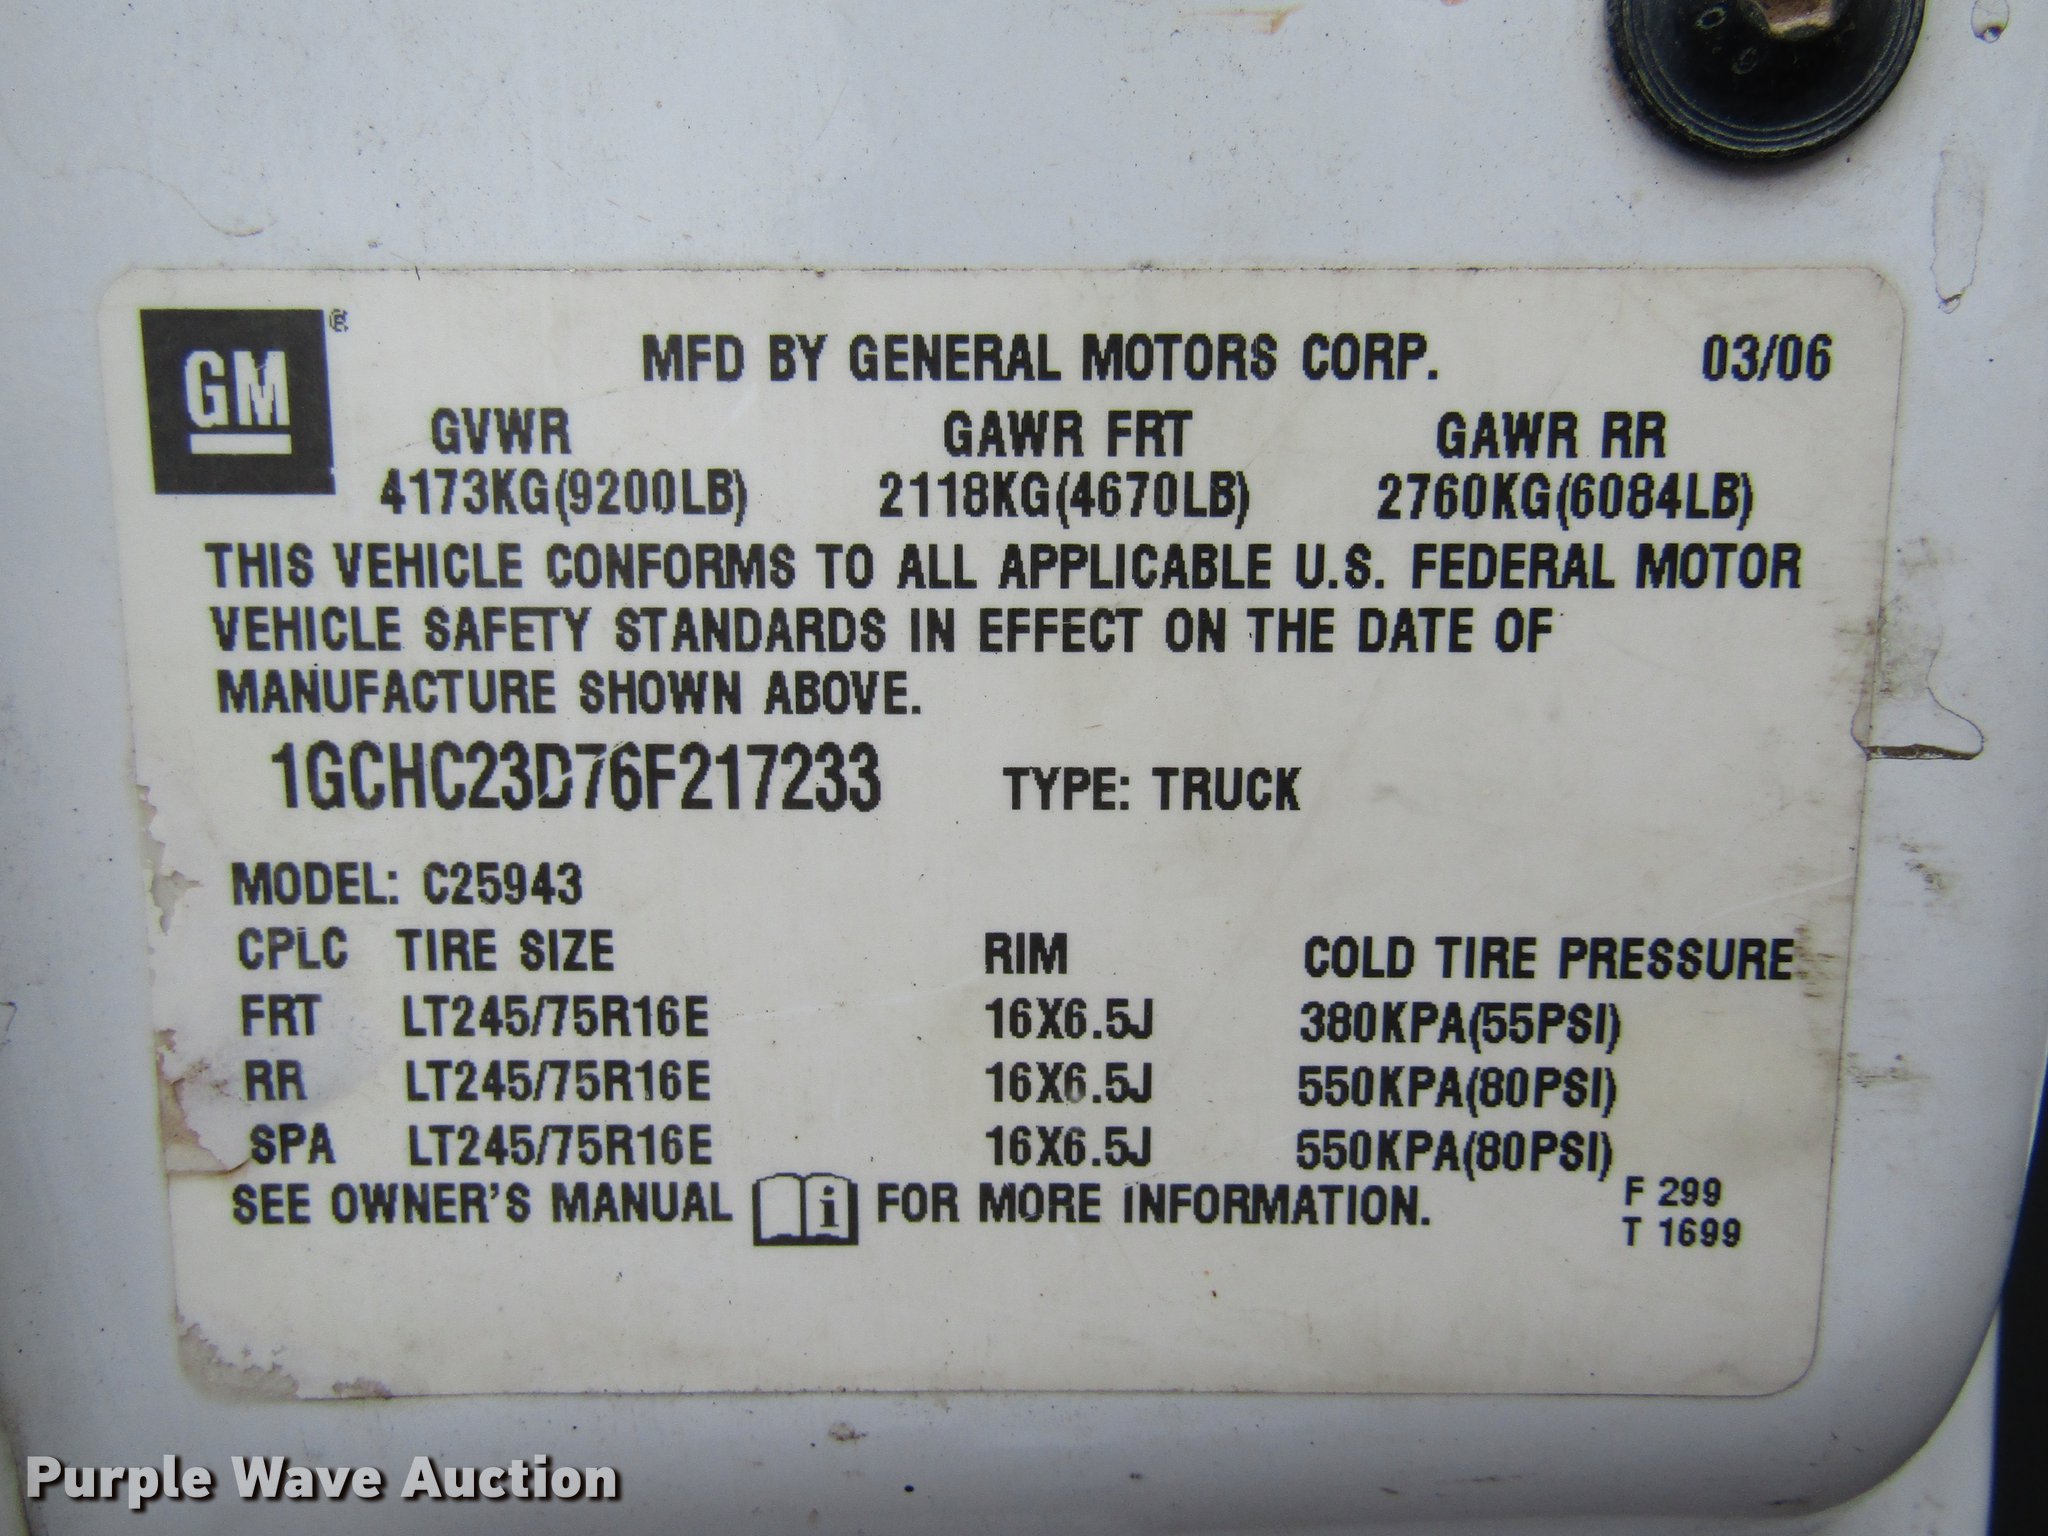 GM
MFD BY GENERAL MOTORS CORP. 03/06
GVWR GAWR FRT GAWR RR
4173KG(9200LB) 2118KG(4670LB) 2760KG(6084LB)
THIS VEHICLE CONFORMS TO ALL APPLICABLE U.S. FEDERAL MOTOR
VEHICLE SAFETY STANDARDS IN EFFECT ON THE DATE OF
MANUFACTURE SHOWN ABOVE.
1GCHC23D76F217233 TYPE: TRUCK
MODEL: C25943
CPLC TIRE SIZE RIM COLD TIRE PRESSURE
FRT LT245/75R16E 16X6.5J 380KPA(55PSI)
RR LT245/75R16E 16X6.5J 550KPA(80PSI)
SPA LT245/75R16E 16X6.5J 550KPA(80PSI)
SEE OWNER'S MANUAL i FOR MORE INFORMATION.
F 299
T 1699
Purple Wave Auction